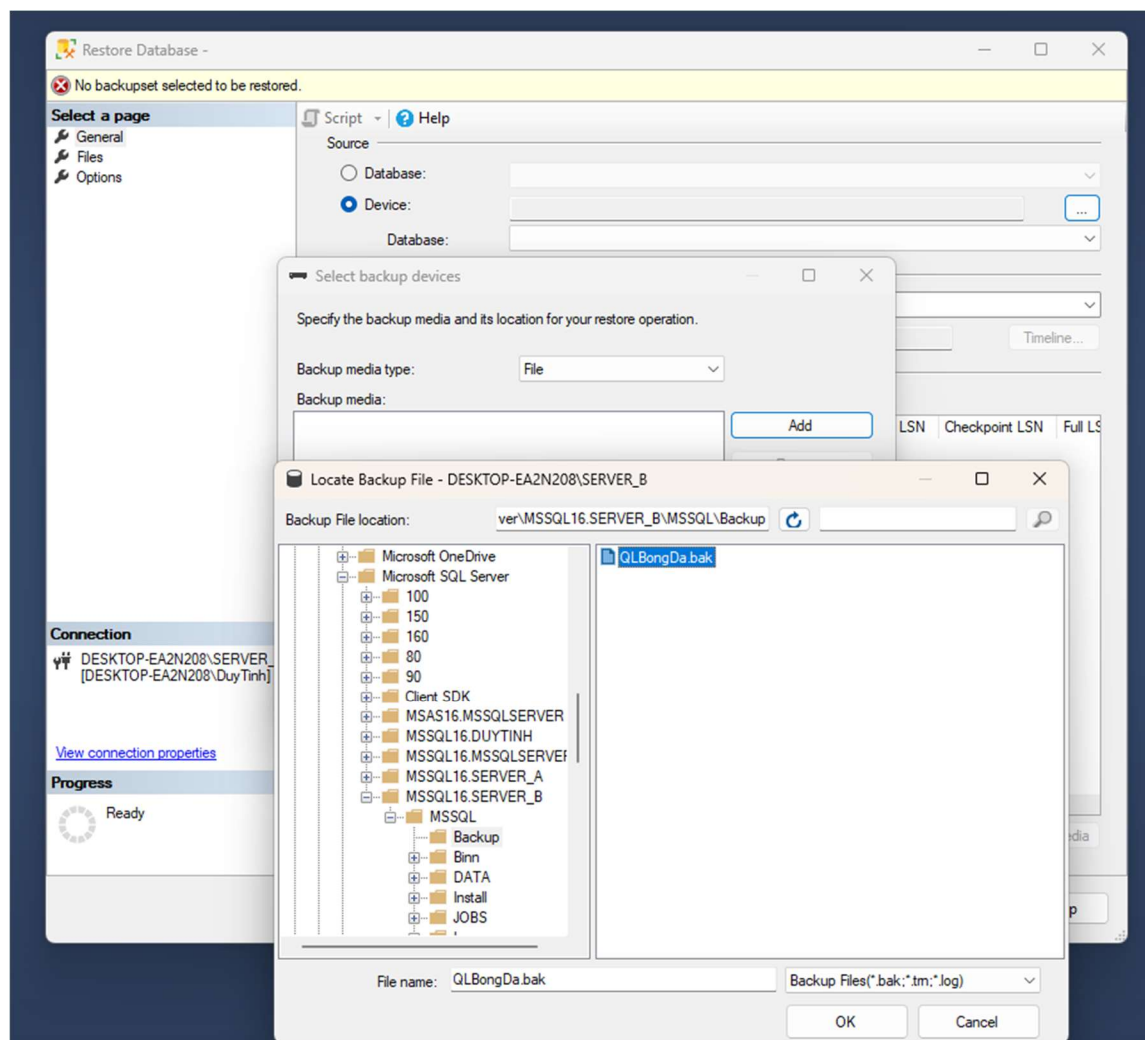 Restore Database -
No backupset selected to be restored.
Select a page
General
Files
Options
Script
Help
Source
Database:
Device:
...
Database:
Select backup devices
Specify the backup media and its location for your restore operation.
Timeline...
Backup media type:
File
Backup media:
Add
LSN Checkpoint LSN Full LS
Locate Backup File - DESKTOP-EA2N208\SERVER_B
Backup File location:
ver\MSSQL16.SERVER_B\MSSQL\Backup
Microsoft OneDrive
Microsoft SQL Server
100
150
160
80
90
Client SDK
MSAS16.MSSQLSERVER
MSSQL16.DUYTINH
MSSQL16.MSSQLSERVER
MSSQL16.SERVER_A
MSSQL16.SERVER_B
MSSQL
Backup
Binn
DATA
Install
JOBS
QLBongDa.bak
Connection
DESKTOP-EA2N208\SERVER_
[DESKTOP-EA2N208\DuyTinh]
View connection properties
Progress
Ready
edia
p
File name:
QLBongDa.bak
Backup Files(*.bak;*.trn;*.log)
OK
Cancel